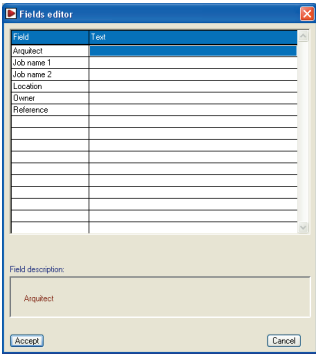 Fields editor
Field Text
Arquitect
Job name 1
Job name 2
Location
Owner
Reference
Field description:
Arquitect
Accept Cancel